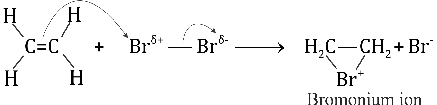 H H
C=C + Brδ+ — Brδ- ⟶ H₂C—CH₂ + Br-
H H Br+
Bromonium ion